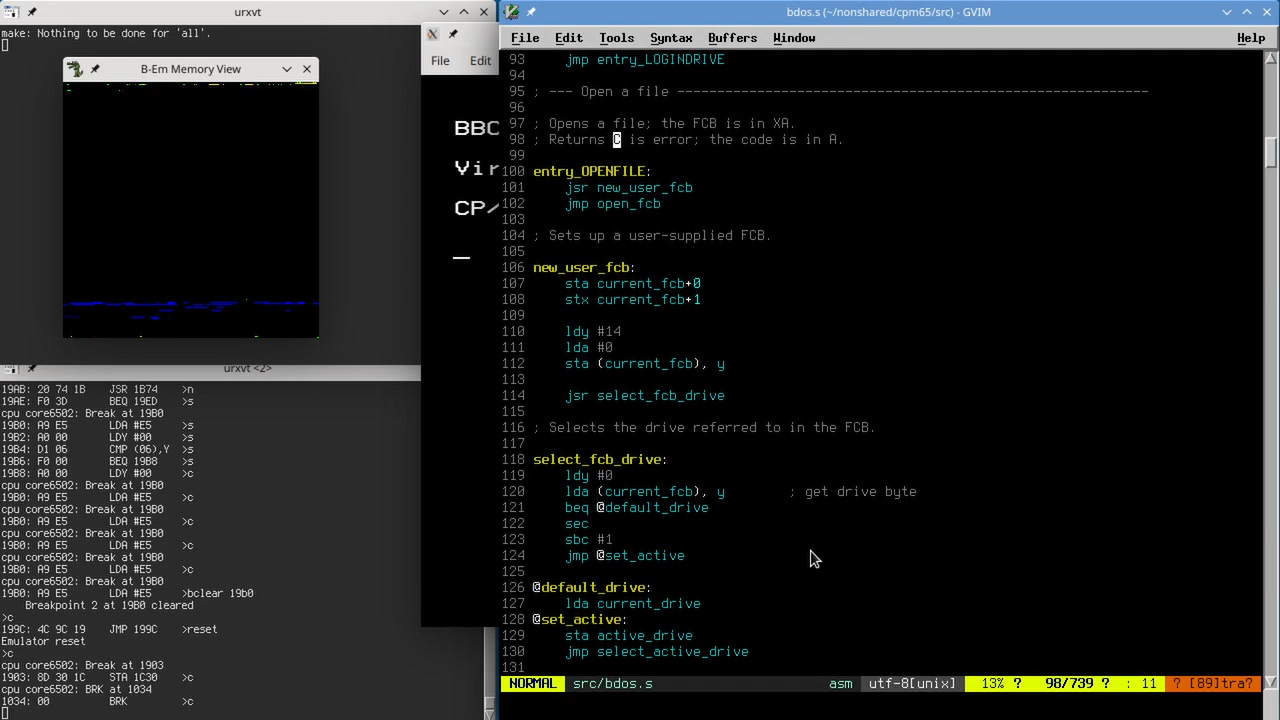 urxvt
make: Nothing to be done for 'all'.
B-Em Memory View
File Edit
BBC
Vir
CP/
urxvt <2>
19AB: 20 74 1B JSR 1B74 >n
19AE: F0 3D BEQ 19ED >s
cpu core6502: Break at 19B0
19B0: A9 E5 LDA #E5 >s
19B2: A0 00 LDY #00 >s
19B4: D1 06 CMP (06),Y >s
19B6: F0 00 BEQ 19B8 >s
19B8: A0 00 LDY #00 >c
cpu core6502: Break at 19B0
19B0: A9 E5 LDA #E5 >c
cpu core6502: Break at 19B0
19B0: A9 E5 LDA #E5 >c
cpu core6502: Break at 19B0
19B0: A9 E5 LDA #E5 >c
cpu core6502: Break at 19B0
19B0: A9 E5 LDA #E5 >c
cpu core6502: Break at 19B0
19B0: A9 E5 LDA #E5 >bclear 19b0
Breakpoint 2 at 19B0 cleared
>c
199C: 4C 9C 19 JMP 199C >reset
Emulator reset
>c
cpu core6502: Break at 1903
1903: 8D 30 1C STA 1C30 >c
cpu core6502: BRK at 1034
1034: 00 BRK >c
bdos.s (~/nonshared/cpm65/src) - GVIM
File Edit Tools Syntax Buffers Window Help
93 jmp entry_LOGINDRIVE
94
95 ; --- Open a file -----------------------------------------------------------
96
97 ; Opens a file; the FCB is in XA.
98 ; Returns C is error; the code is in A.
99
100 entry_OPENFILE:
101 jsr new_user_fcb
102 jmp open_fcb
103
104 ; Sets up a user-supplied FCB.
105
106 new_user_fcb:
107 sta current_fcb+0
108 stx current_fcb+1
109
110 ldy #14
111 lda #0
112 sta (current_fcb), y
113
114 jsr select_fcb_drive
115
116 ; Selects the drive referred to in the FCB.
117
118 select_fcb_drive:
119 ldy #0
120 lda (current_fcb), y ; get drive byte
121 beq @default_drive
122 sec
123 sbc #1
124 jmp @set_active
125
126 @default_drive:
127 lda current_drive
128 @set_active:
129 sta active_drive
130 jmp select_active_drive
131
NORMAL src/bdos.s asm utf-8[unix] 13% ? 98/739 ? : 11 ? [89]tra?